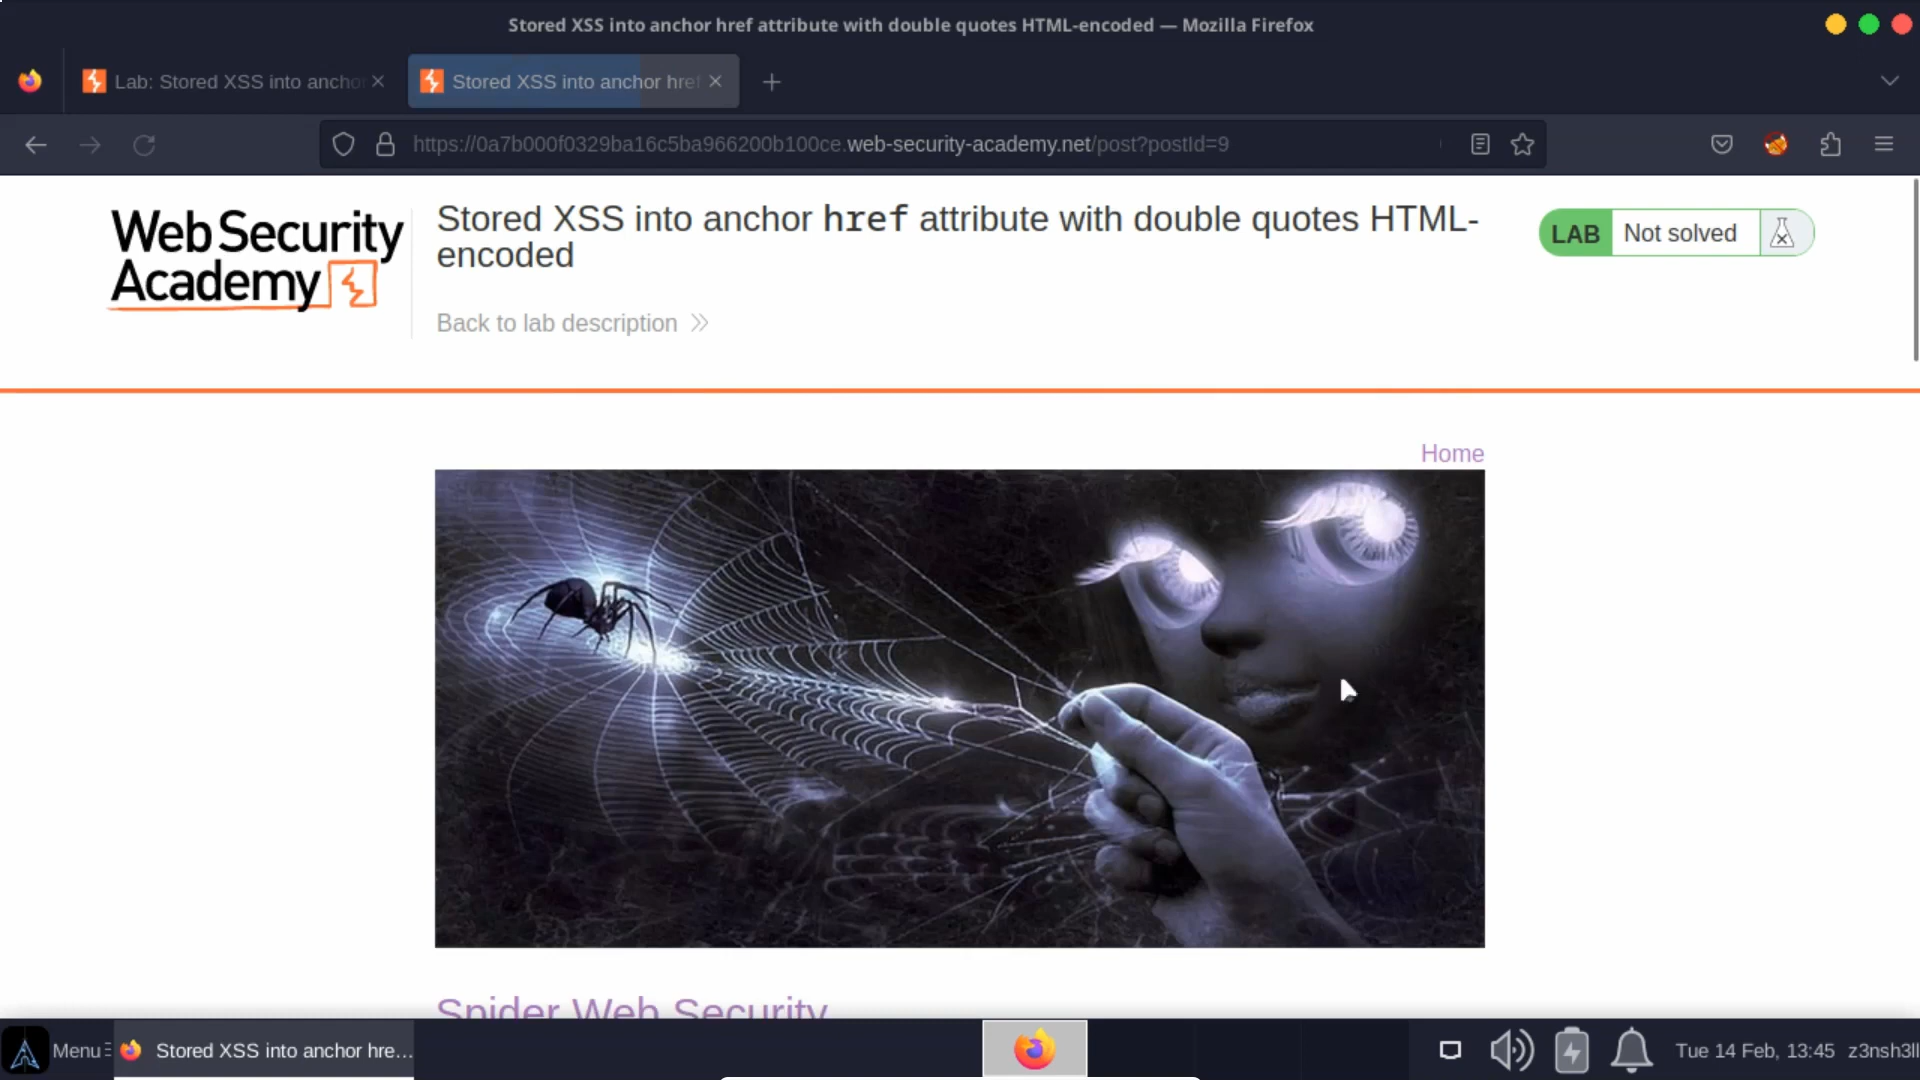 Stored XSS into anchor href attribute with double quotes HTML-encoded — Mozilla Firefox
Lab: Stored XSS into ancho
Stored XSS into anchor hre
https://0a7b000f0329ba16c5ba966200b100ce.web-security-academy.net/post?postId=9
Web Security
Academy
Stored XSS into anchor href attribute with double quotes HTML-
encoded
Back to lab description
LAB
Not solved
Home
Spider Web Security
Menu
Stored XSS into anchor hre...
Tue 14 Feb, 13:45
z3nsh3ll